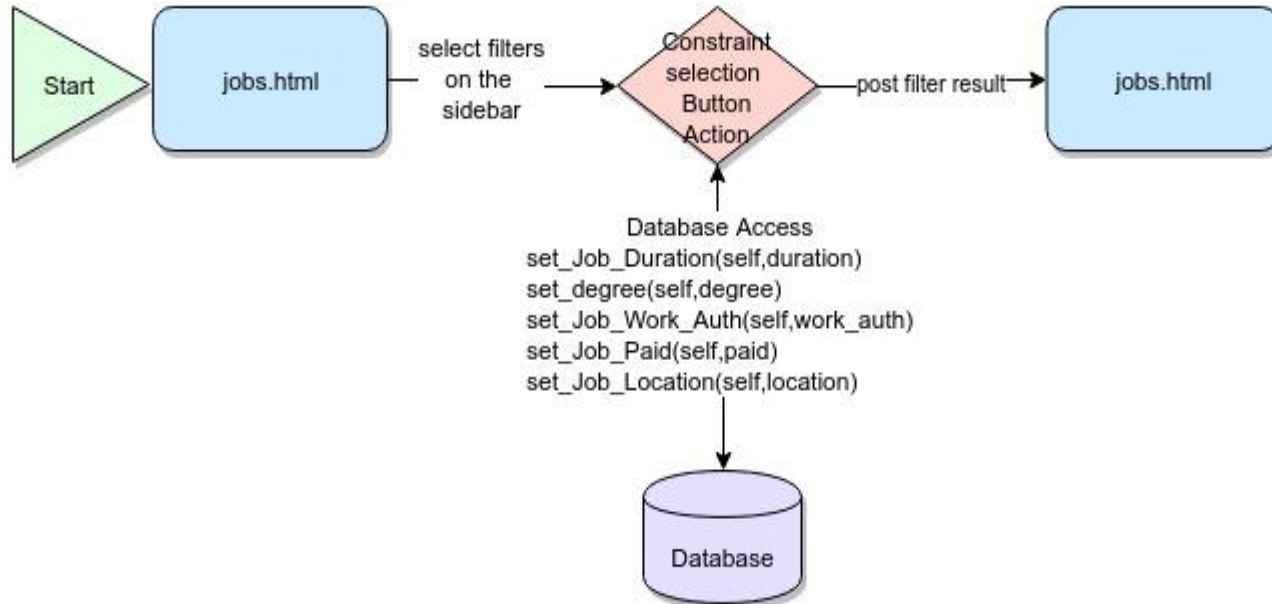 Start
jobs.html
select filters
on the
sidebar
Constraint
selection
Button
Action
post filter result
jobs.html
Database Access
set_Job_Duration(self,duration)
set_degree(self,degree)
set_Job_Work_Auth(self,work_auth)
set_Job_Paid(self,paid)
set_Job_Location(self,location)
Database